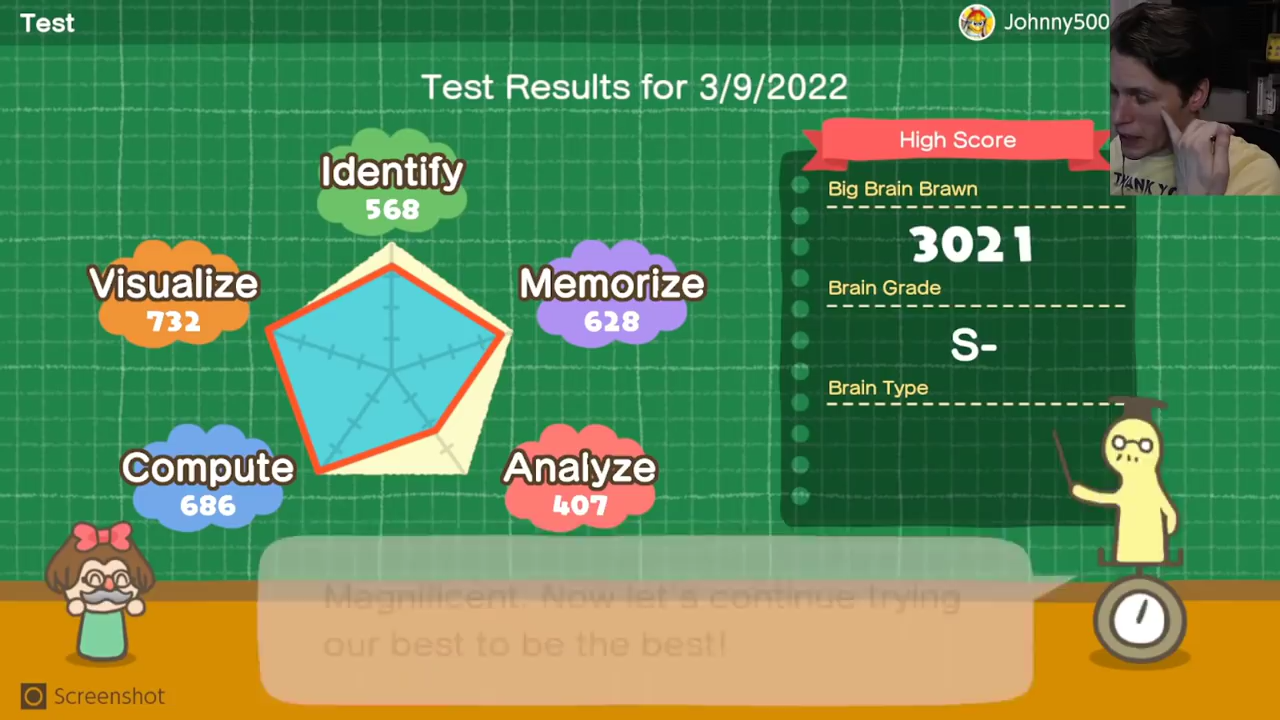 Test
Johnny500
Test Results for 3/9/2022
High Score
Identify
568
Big Brain Brawn
3021
Visualize
732
Memorize
628
Brain Grade
S-
Brain Type
Compute
686
Analyze
407
Magnificent. Now let's continue trying
our best to be the best!
Screenshot
THANK YO